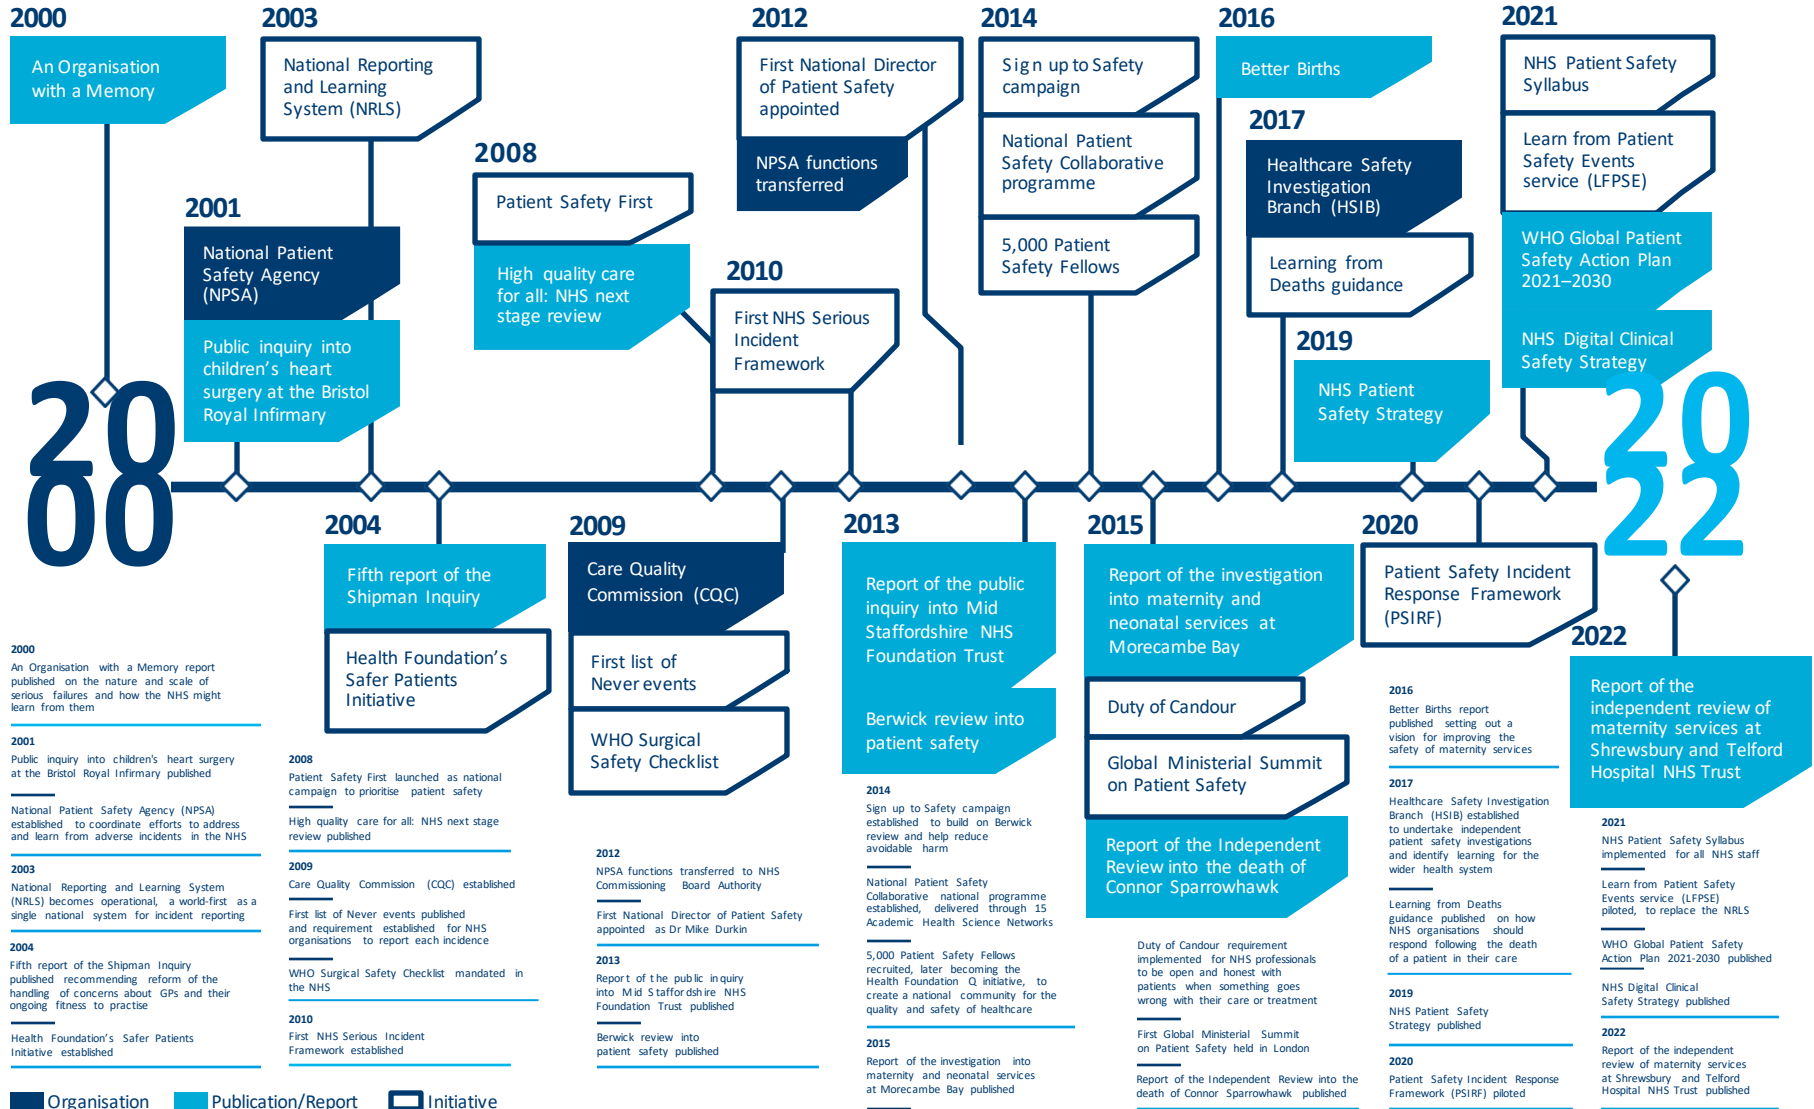 2000
An Organisation
with a Memory
2003
National Reporting
and Learning
System (NRLS)
2012
First National Director
of Patient Safety
appointed
NPSA functions
transferred
2014
Sign up to Safety
campaign
National Patient
Safety Collaborative
programme
5,000 Patient
Safety Fellows
2016
Better Births
2021
NHS Patient Safety
Syllabus
Learn from Patient
Safety Events
service (LFPSE)
WHO Global Patient
Safety Action Plan
2021–2030
NHS Digital Clinical
Safety Strategy
2001
National Patient
Safety Agency
(NPSA)
Public inquiry into
children's heart
surgery at the Bristol
Royal Infirmary
2008
Patient Safety First
High quality care
for all: NHS next
stage review
2010
First NHS Serious
Incident
Framework
2017
Healthcare Safety
Investigation
Branch (HSIB)
Learning from
Deaths guidance
2019
NHS Patient
Safety Strategy
20
00
20
22
2004
Fifth report of the
Shipman Inquiry
Health Foundation's
Safer Patients
Initiative
2009
Care Quality
Commission (CQC)
First list of
Never events
WHO Surgical
Safety Checklist
2013
Report of the public
inquiry into Mid
Staffordshire NHS
Foundation Trust
Berwick review into
patient safety
2015
Report of the investigation
into maternity and
neonatal services at
Morecambe Bay
Duty of Candour
Global Ministerial Summit
on Patient Safety
Report of the Independent
Review into the death of
Connor Sparrowhawk
2020
Patient Safety Incident
Response Framework
(PSIRF)
2022
Report of the
independent review of
maternity services at
Shrewsbury and Telford
Hospital NHS Trust
2000
An Organisation with a Memory report
published on the nature and scale of
serious failures and how the NHS might
learn from them
2001
Public inquiry into children's heart surgery
at the Bristol Royal Infirmary published
National Patient Safety Agency (NPSA)
established to coordinate efforts to address
and learn from adverse incidents in the NHS
2003
National Reporting and Learning System
(NRLS) becomes operational, a world-first as a
single national system for incident reporting
2004
Fifth report of the Shipman Inquiry
published recommending reform of the
handling of concerns about GPs and their
ongoing fitness to practise
Health Foundation's Safer Patients
Initiative established
2008
Patient Safety First launched as national
campaign to prioritise patient safety
High quality care for all: NHS next stage
review published
2009
Care Quality Commission (CQC) established
First list of Never events published
and requirement established for NHS
organisations to report each incidence
WHO Surgical Safety Checklist mandated in
the NHS
2010
First NHS Serious Incident
Framework established
2012
NPSA functions transferred to NHS
Commissioning Board Authority
First National Director of Patient Safety
appointed as Dr Mike Durkin
2013
Report of the public inquiry
into Mid Staffordshire NHS
Foundation Trust published
Berwick review into
patient safety published
2014
Sign up to Safety campaign
established to build on Berwick
review and help reduce
avoidable harm
National Patient Safety
Collaborative national programme
established, delivered through 15
Academic Health Science Networks
5,000 Patient Safety Fellows
recruited, later becoming the
Health Foundation Q initiative, to
create a national community for the
quality and safety of healthcare
2015
Report of the investigation into
maternity and neonatal services
at Morecambe Bay published
Duty of Candour requirement
implemented for NHS professionals
to be open and honest with
patients when something goes
wrong with their care or treatment
First Global Ministerial Summit
on Patient Safety held in London
Report of the Independent Review into the
death of Connor Sparrowhawk published
2016
Better Births report
published setting out a
vision for improving the
safety of maternity services
2017
Healthcare Safety Investigation
Branch (HSIB) established
to undertake independent
patient safety investigations
and identify learning for the
wider health system
Learning from Deaths
guidance published on how
NHS organisations should
respond following the death
of a patient in their care
2019
NHS Patient Safety
Strategy published
2020
Patient Safety Incident Response
Framework (PSIRF) piloted
2021
NHS Patient Safety Syllabus
implemented for all NHS staff
Learn from Patient Safety
Events service (LFPSE)
piloted, to replace the NRLS
WHO Global Patient Safety
Action Plan 2021-2030 published
NHS Digital Clinical
Safety Strategy published
2022
Report of the independent
review of maternity services
at Shrewsbury and Telford
Hospital NHS Trust published
Organisation
Publication/Report
Initiative